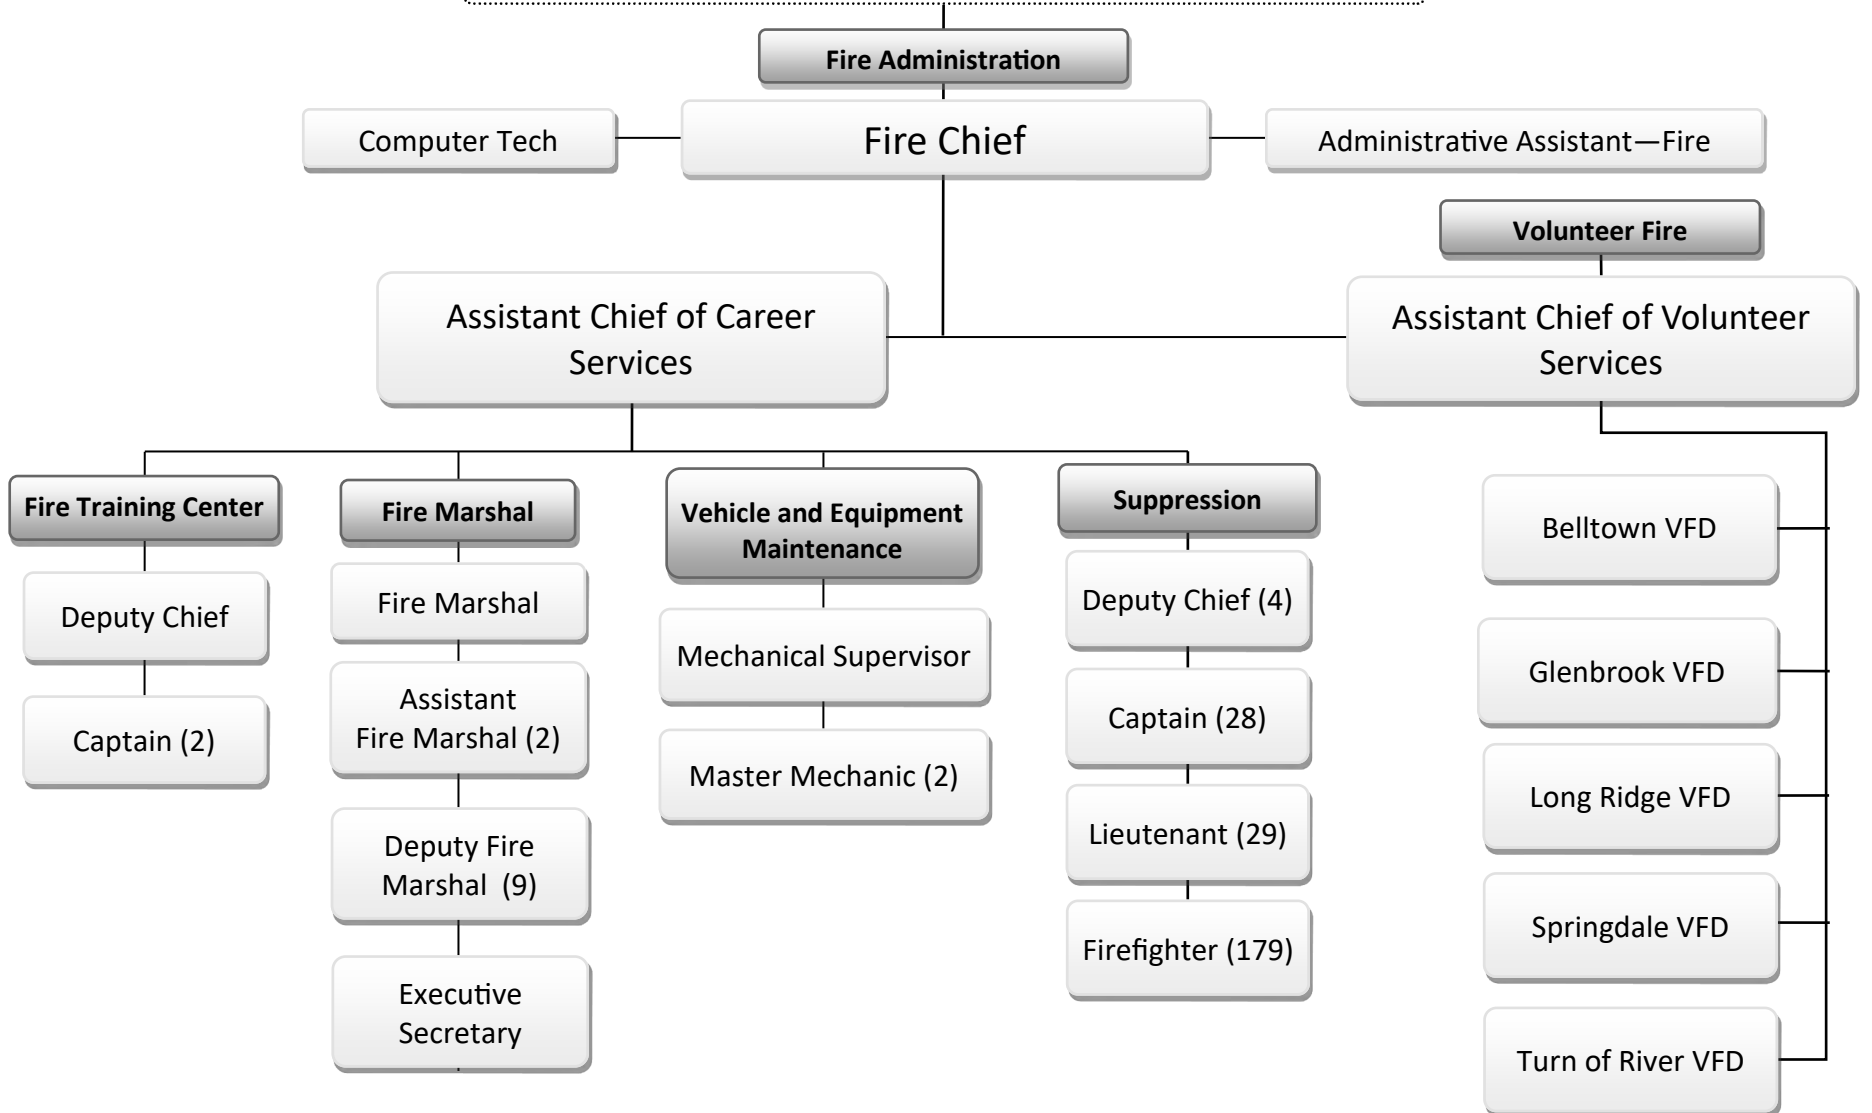 Fire Administration
Computer Tech
Fire Chief
Administrative Assistant—Fire
Volunteer Fire
Assistant Chief of Career
Services
Assistant Chief of Volunteer
Services
Fire Training Center
Deputy Chief
Captain (2)
Fire Marshal
Fire Marshal
Assistant
Fire Marshal (2)
Deputy Fire
Marshal  (9)
Executive
Secretary
Vehicle and Equipment
Maintenance
Mechanical Supervisor
Master Mechanic (2)
Suppression
Deputy Chief (4)
Captain (28)
Lieutenant (29)
Firefighter (179)
Belltown VFD
Glenbrook VFD
Long Ridge VFD
Springdale VFD
Turn of River VFD